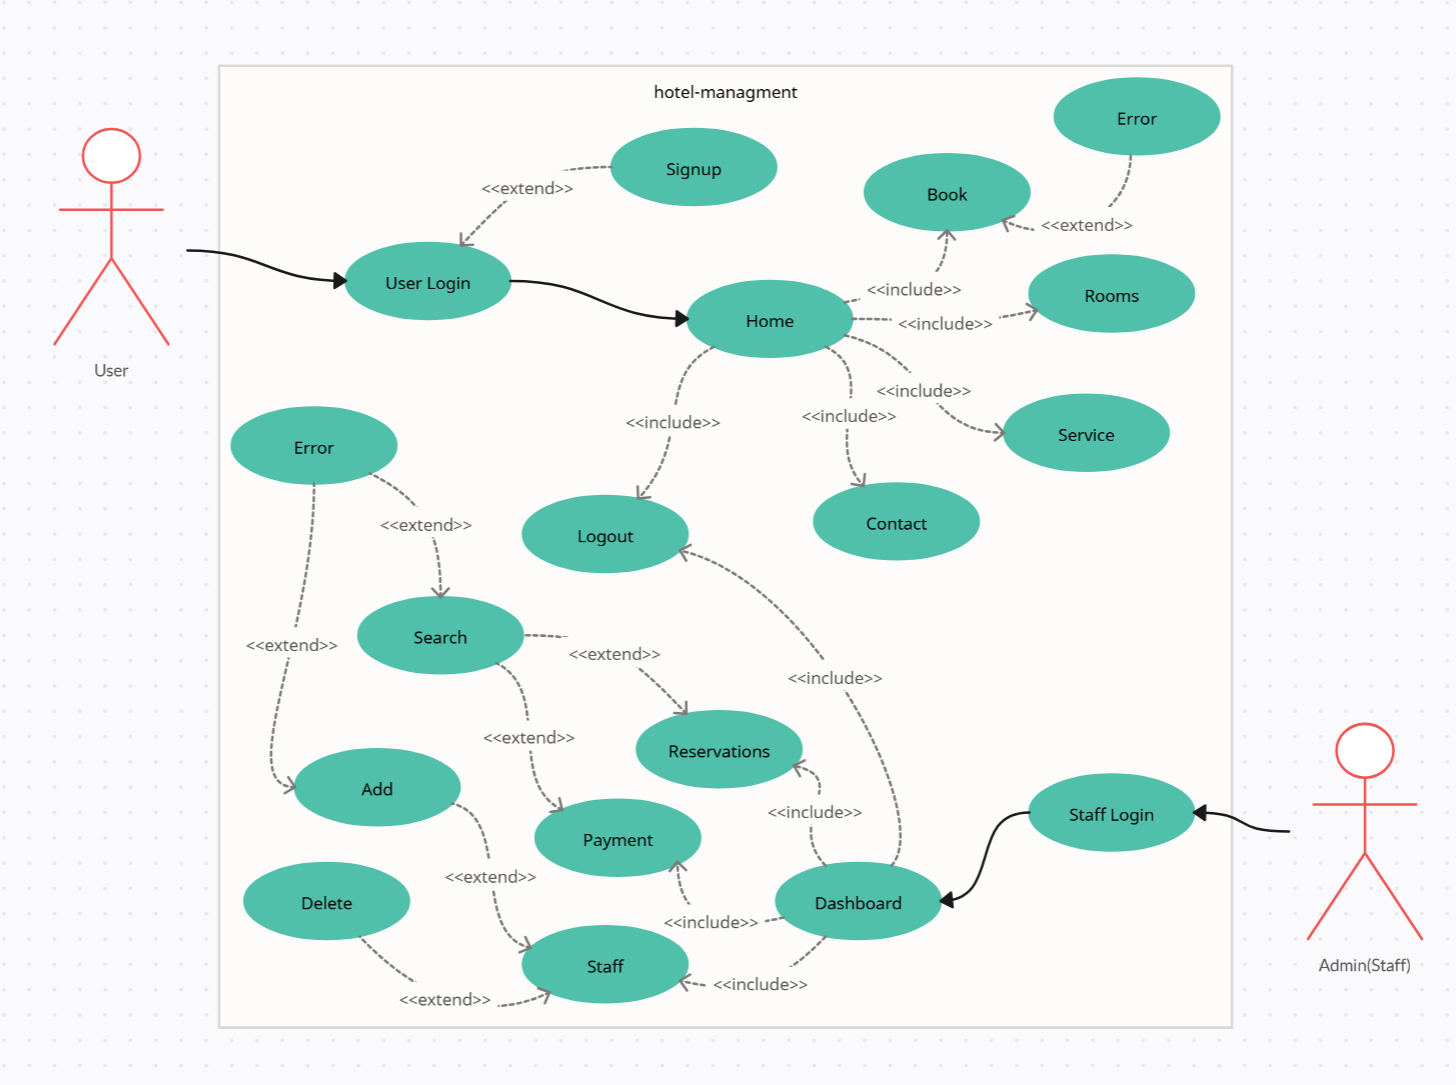 hotel-managment
Error
Signup
Book
<<extend>>
<<extend>>
User Login
<<include>>
Rooms
Home
<<include>>
User
<<include>>
<<include>>
<<include>>
Service
Error
<<extend>>
Contact
Logout
<<extend>>
Search
<<extend>>
<<include>>
<<extend>>
Reservations
Add
<<include>>
Staff Login
Payment
<<extend>>
Delete
Dashboard
<<include>>
Staff
Admin(Staff)
<<include>>
<<extend>>